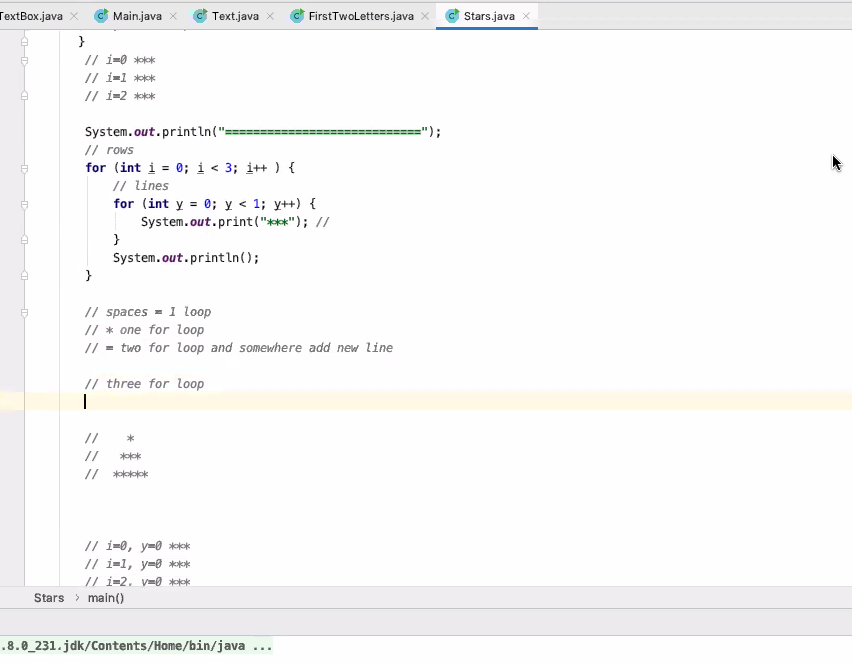 TextBox.java × Main.java × Text.java × FirstTwoLetters.java × Stars.java ×
}
// i=0 ***
// i=1 ***
// i=2 ***
System.out.println("============================");
// rows
for (int i = 0; i < 3; i++ ) {
// lines
for (int y = 0; y < 1; y++) {
System.out.print("***"); //
}
System.out.println();
}
// spaces = 1 loop
// * one for loop
// = two for loop and somewhere add new line
// three for loop
//    *
//   ***
//  *****
// i=0, y=0 ***
// i=1, y=0 ***
// i=2, y=0 ***
Stars > main()
.8.0_231.jdk/Contents/Home/bin/java ...